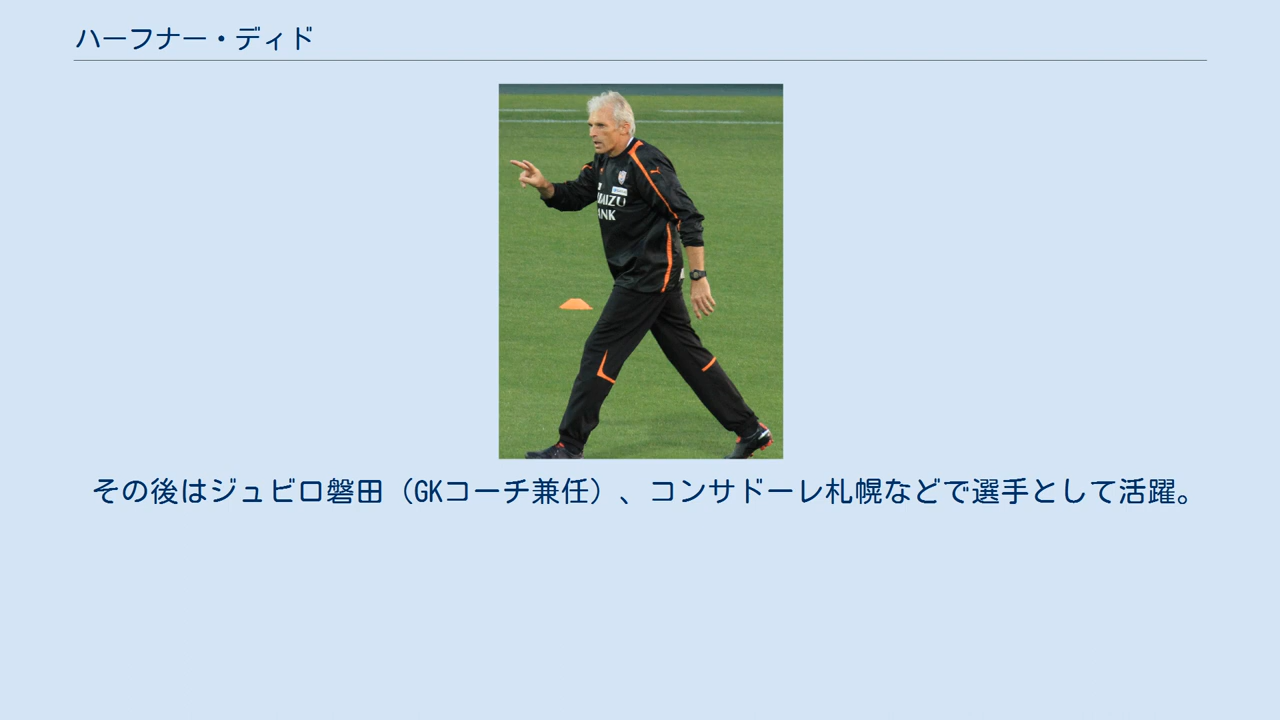 ハーフナー・ディド
その後はジュビロ磐田（GKコーチ兼任）、コンサドーレ札幌などで選手として活躍。